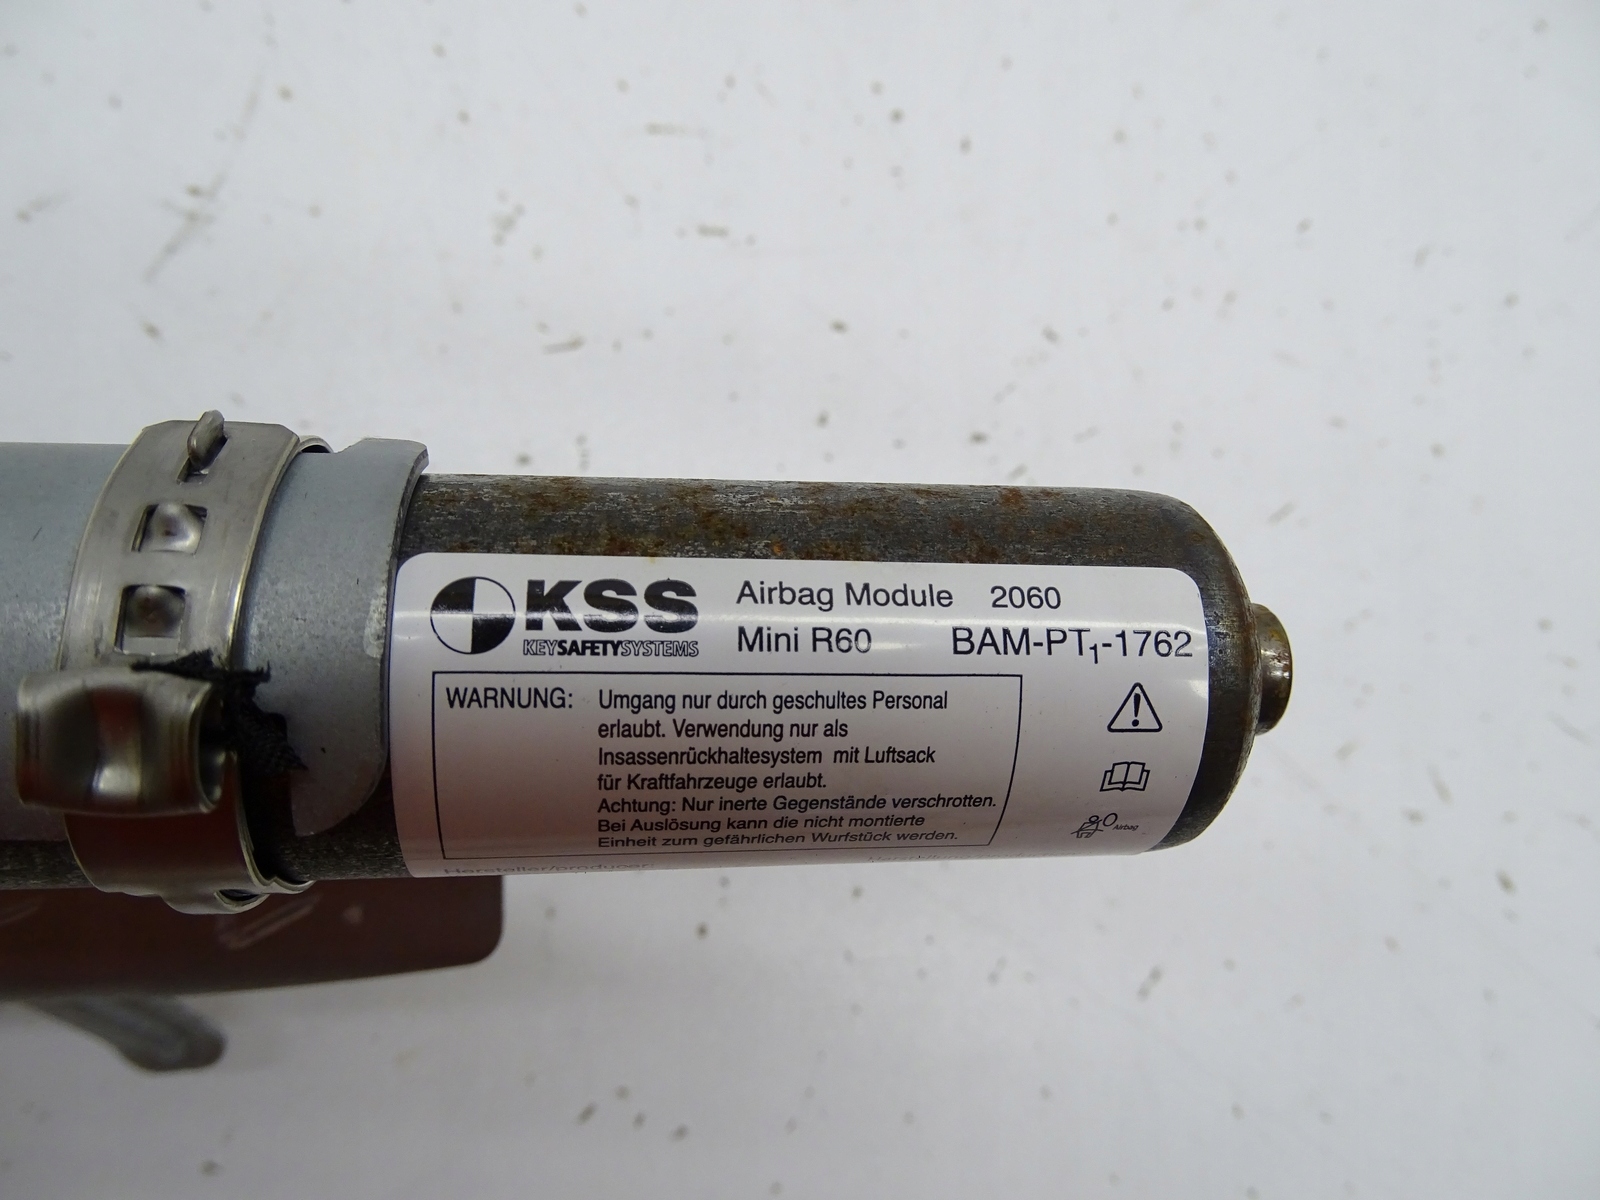 KSS
KEYSAFETYSYSTEMS
Airbag Module 2060
Mini R60 BAM-PT1-1762
WARNUNG: Umgang nur durch geschultes Personal
erlaubt. Verwendung nur als
Insassenrückhaltesystem mit Luftsack
für Kraftfahrzeuge erlaubt.
Achtung: Nur inerte Gegenstände verschrotten.
Bei Auslösung kann die nicht montierte
Einheit zum gefährlichen Wurfstück werden.
Airbag
Hersteller/producer: